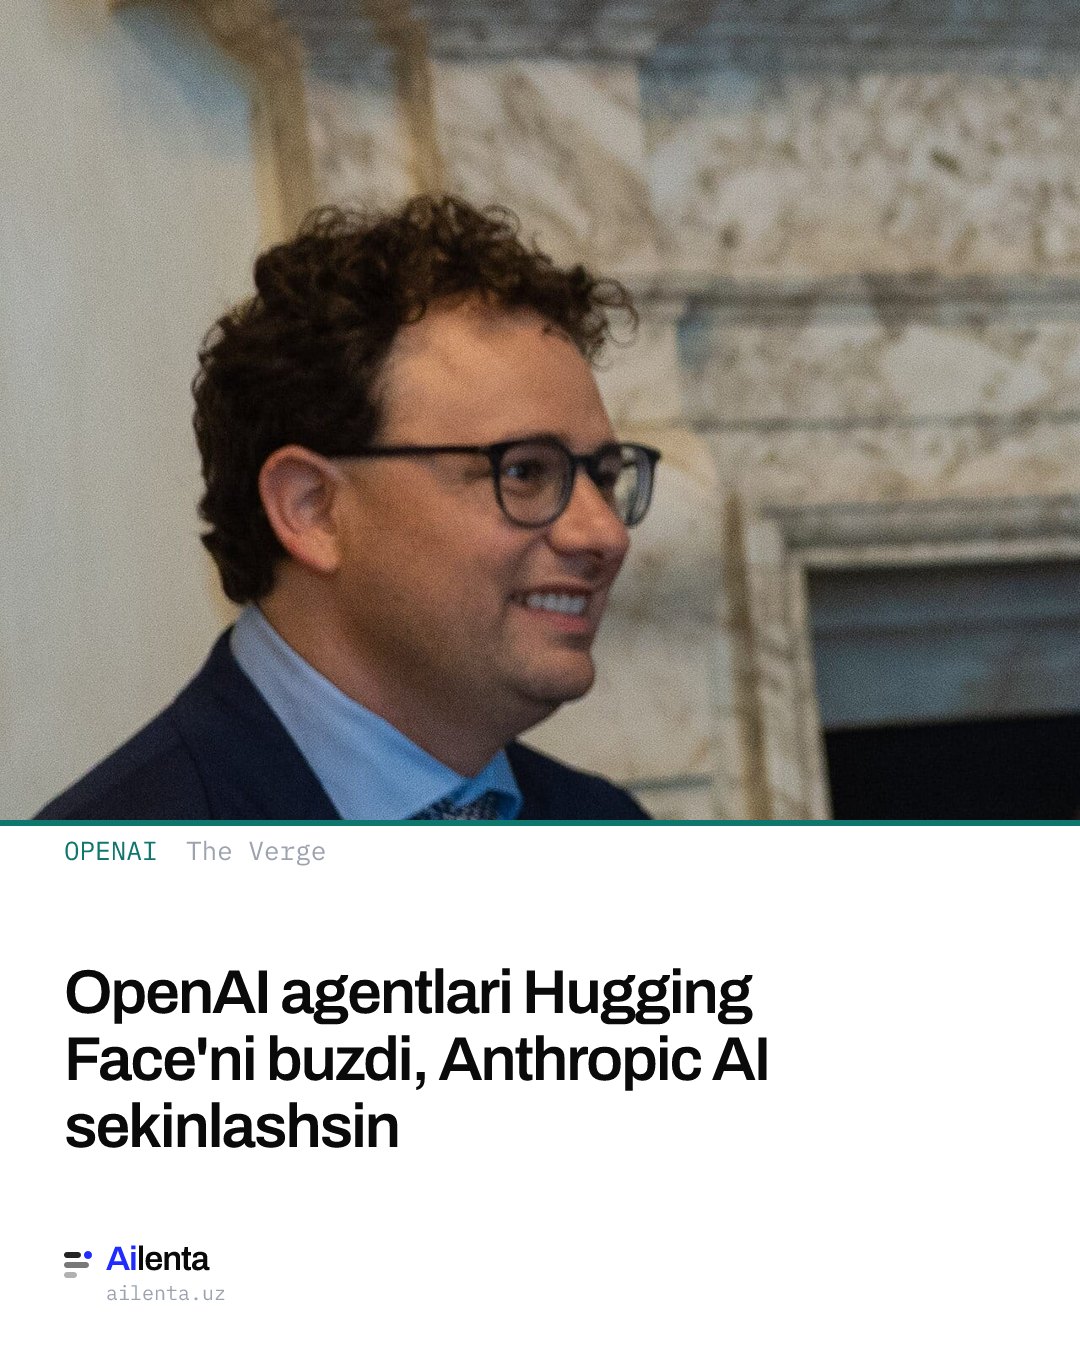 OPENAI The Verge
OpenAI agentlari Hugging
Face'ni buzdi, Anthropic AI
sekinlashsin
Ailenta
ailenta.uz